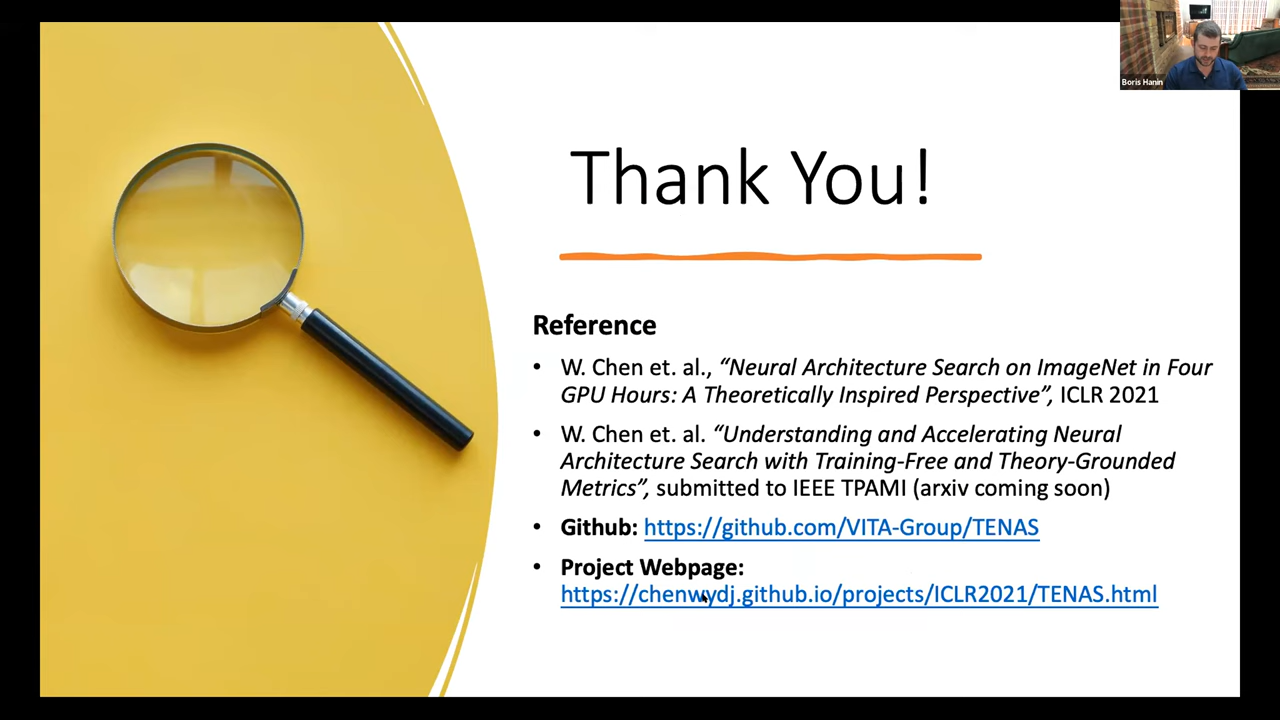 Boris Hanin
Thank You!
Reference
• W. Chen et. al., “Neural Architecture Search on ImageNet in Four
GPU Hours: A Theoretically Inspired Perspective”, ICLR 2021
• W. Chen et. al. “Understanding and Accelerating Neural
Architecture Search with Training-Free and Theory-Grounded
Metrics”, submitted to IEEE TPAMI (arxiv coming soon)
• Github: https://github.com/VITA-Group/TENAS
• Project Webpage:
https://chenwydj.github.io/projects/ICLR2021/TENAS.html